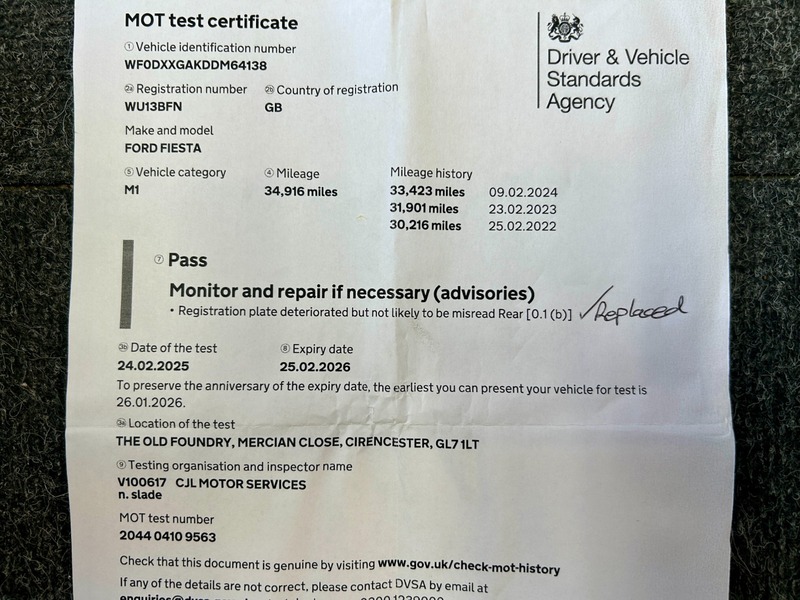 MOT test certificate
① Vehicle identification number
WF0DXXGAKDDM64138
Driver & Vehicle
Standards
Agency
2a Registration number 2b Country of registration
WU13BFN GB
Make and model
FORD FIESTA
⑤ Vehicle category ④ Mileage Mileage history
M1 34,916 miles 33,423 miles 09.02.2024
31,901 miles 23.02.2023
30,216 miles 25.02.2022
⑦ Pass
Monitor and repair if necessary (advisories)
• Registration plate deteriorated but not likely to be misread Rear [0.1 (b)] ✓Replaced
3b Date of the test ⑧ Expiry date
24.02.2025 25.02.2026
To preserve the anniversary of the expiry date, the earliest you can present your vehicle for test is
26.01.2026.
3a Location of the test
THE OLD FOUNDRY, MERCIAN CLOSE, CIRENCESTER, GL7 1LT
⑨ Testing organisation and inspector name
V100617 CJL MOTOR SERVICES
n. slade
MOT test number
2044 0410 9563
Check that this document is genuine by visiting www.gov.uk/check-mot-history
If any of the details are not correct, please contact DVSA by email at